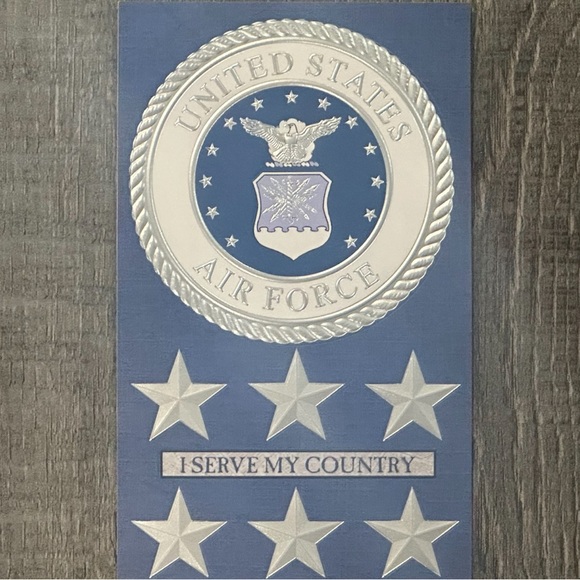 UNITED STATES
AIR FORCE
I SERVE MY COUNTRY